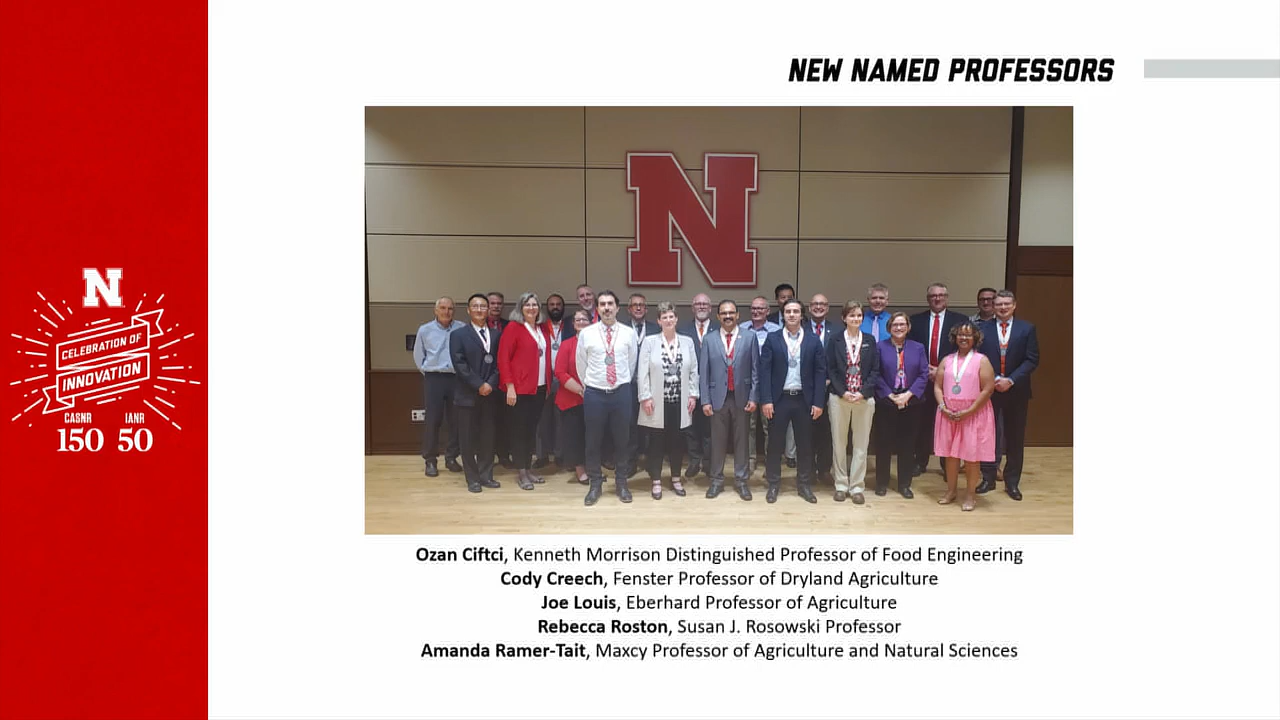 NEW NAMED PROFESSORS
N
N
CELEBRATION OF
INNOVATION
CASNR IANR
150 50
Ozan Ciftci, Kenneth Morrison Distinguished Professor of Food Engineering
Cody Creech, Fenster Professor of Dryland Agriculture
Joe Louis, Eberhard Professor of Agriculture
Rebecca Roston, Susan J. Rosowski Professor
Amanda Ramer-Tait, Maxcy Professor of Agriculture and Natural Sciences